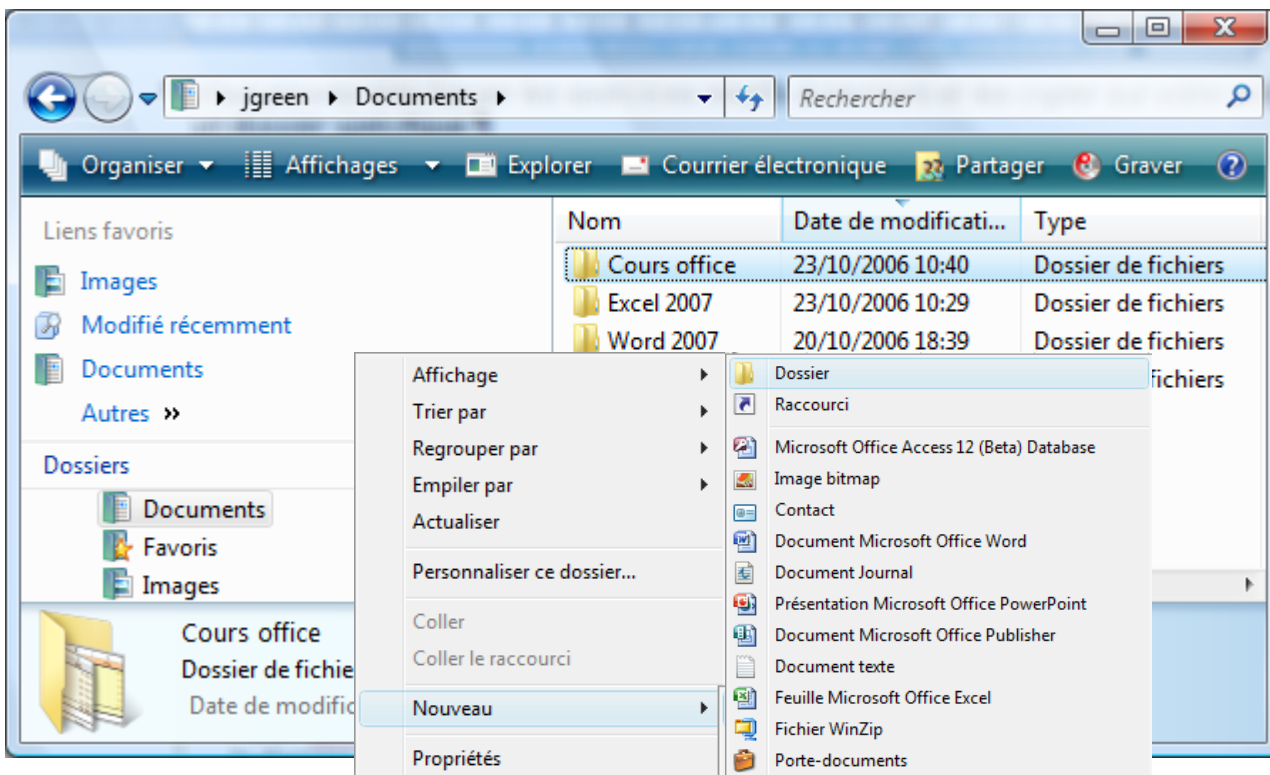 jgreen Documents
Rechercher
Organiser Affichages Explorer Courrier électronique Partager Graver
Liens favoris
Images
Modifié récemment
Documents
Autres »
Dossiers
Documents
Favoris
Images
Nom Date de modificati... Type
Cours office 23/10/2006 10:40 Dossier de fichiers
Excel 2007 23/10/2006 10:29 Dossier de fichiers
Word 2007 20/10/2006 18:39 Dossier de fichiers
fichiers
Cours office
Dossier de fichie
Date de modific
Affichage
Trier par
Regrouper par
Empiler par
Actualiser
Personnaliser ce dossier...
Coller
Coller le raccourci
Nouveau
Propriétés
Dossier
Raccourci
Microsoft Office Access 12 (Beta) Database
Image bitmap
Contact
Document Microsoft Office Word
Document Journal
Présentation Microsoft Office PowerPoint
Document Microsoft Office Publisher
Document texte
Feuille Microsoft Office Excel
Fichier WinZip
Porte-documents